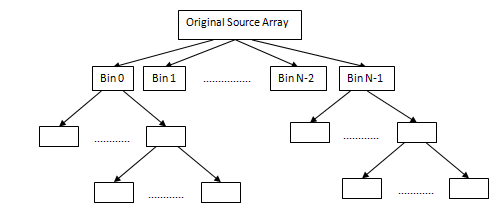 Original Source Array
Bin 0 Bin 1 ................ Bin N-2 Bin N-1
............ ............
............ ............